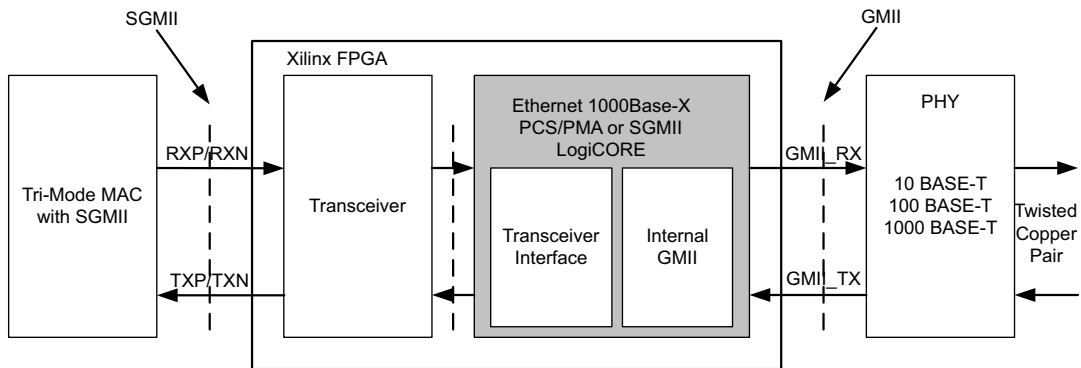 SGMII
GMII
Xilinx FPGA
Tri-Mode MAC
with SGMII
RXP/RXN
TXP/TXN
Transceiver
Ethernet 1000Base-X
PCS/PMA or SGMII
LogiCORE
Transceiver
Interface
Internal
GMII
GMII_RX
GMII_TX
PHY
10 BASE-T
100 BASE-T
1000 BASE-T
Twisted
Copper
Pair